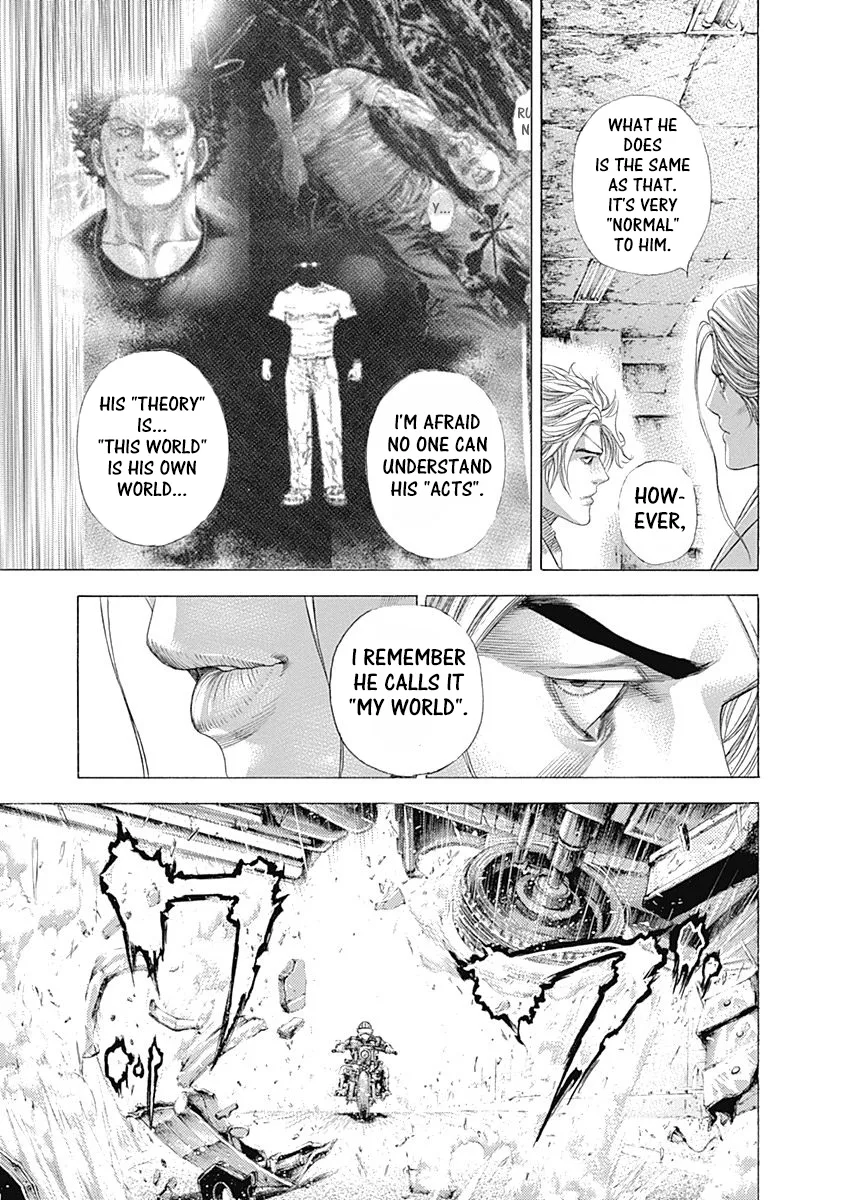 WHAT HE
DOES
IS THE SAME
AS THAT.
IT'S VERY
"NORMAL"
TO HIM.
HOW-
EVER,
Y...
I'M AFRAID
NO ONE CAN
UNDERSTAND
HIS "ACTS".
HIS "THEORY"
IS...
"THIS WORLD"
IS HIS OWN
WORLD...
I REMEMBER
HE CALLS IT
"MY WORLD".